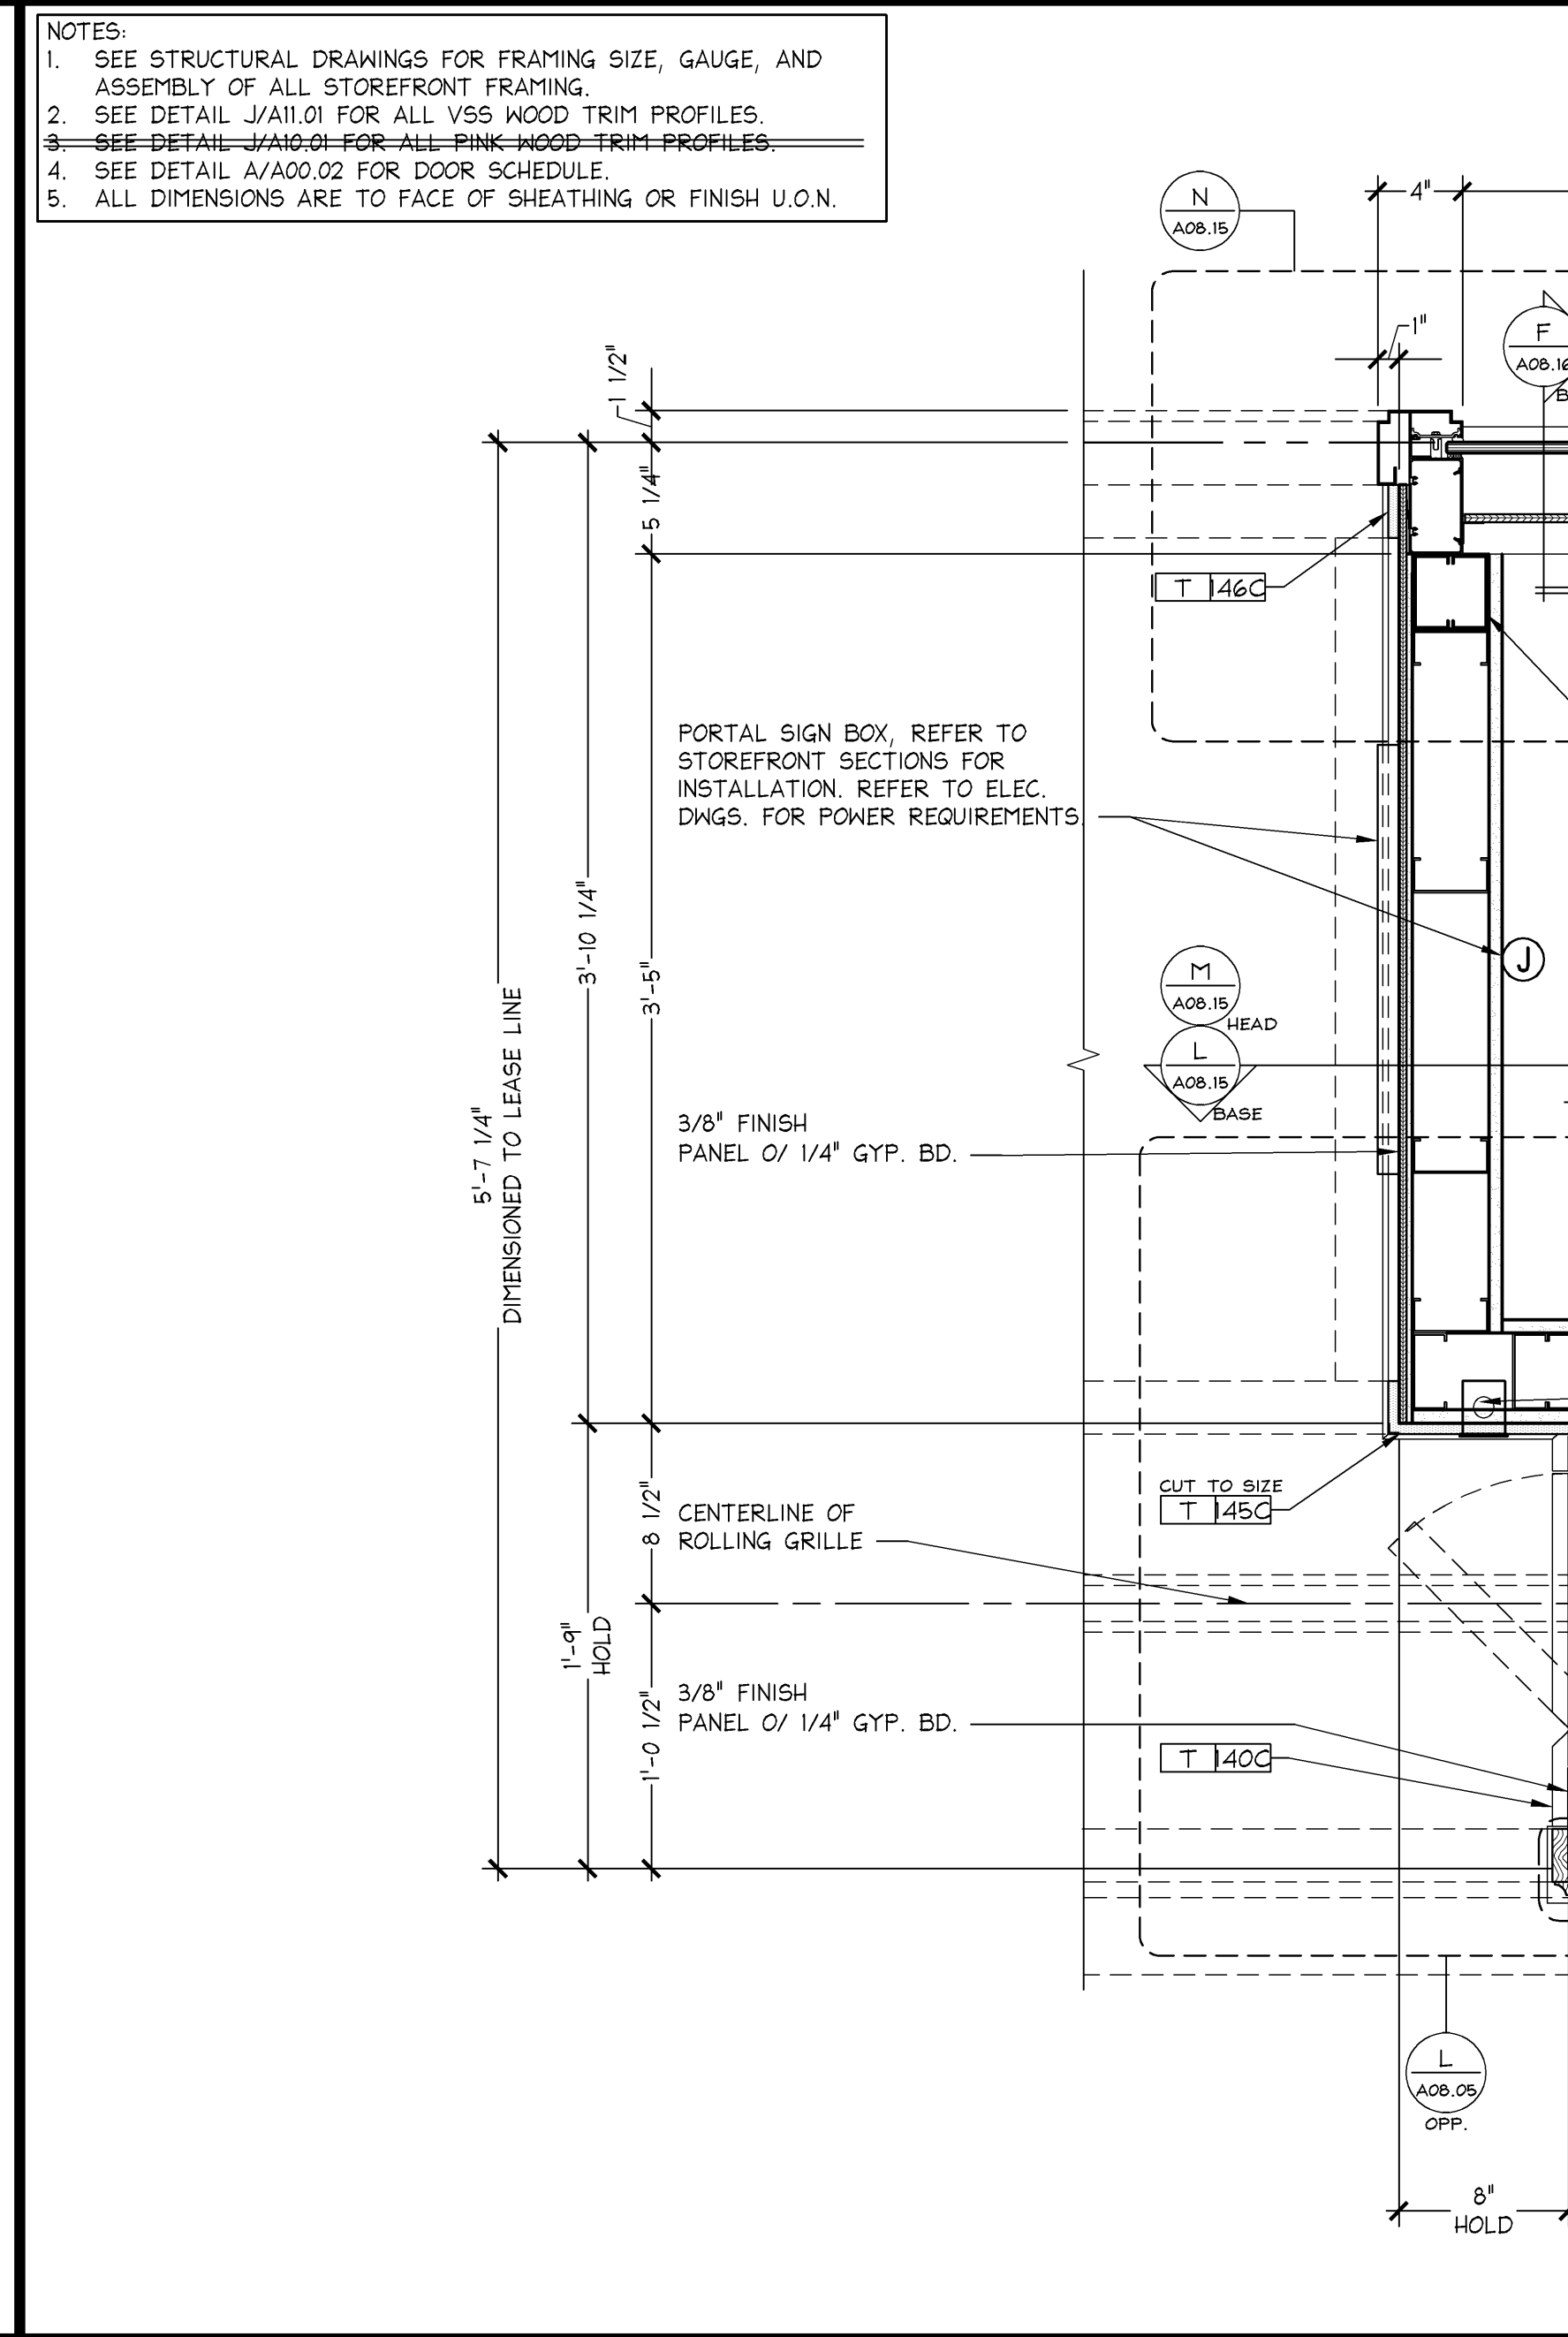 NOTES:
1. SEE STRUCTURAL DRAWINGS FOR FRAMING SIZE, GAUGE, AND
ASSEMBLY OF ALL STOREFRONT FRAMING.
2. SEE DETAIL J/A11.01 FOR ALL VSS WOOD TRIM PROFILES.
3. SEE DETAIL J/A10.01 FOR ALL PINK WOOD TRIM PROFILES.
4. SEE DETAIL A/A00.02 FOR DOOR SCHEDULE.
5. ALL DIMENSIONS ARE TO FACE OF SHEATHING OR FINISH U.O.N.
N
A08.15
4"
1"
F
A08.16
1 1/2"
5 1/4"
T 146C
PORTAL SIGN BOX, REFER TO
STOREFRONT SECTIONS FOR
INSTALLATION. REFER TO ELEC.
DWGS. FOR POWER REQUIREMENTS.
3'-10 1/4"
3'-5"
J
M
A08.15
HEAD
L
A08.15
BASE
5'-7 1/4"
DIMENSIONED TO LEASE LINE
3/8" FINISH
PANEL O/ 1/4" GYP. BD.
CUT TO SIZE
T 145C
8 1/2"
CENTERLINE OF
ROLLING GRILLE
1'-9"
HOLD
1'-0 1/2"
3/8" FINISH
PANEL O/ 1/4" GYP. BD.
T 140C
L
A08.05
OPP.
8"
HOLD